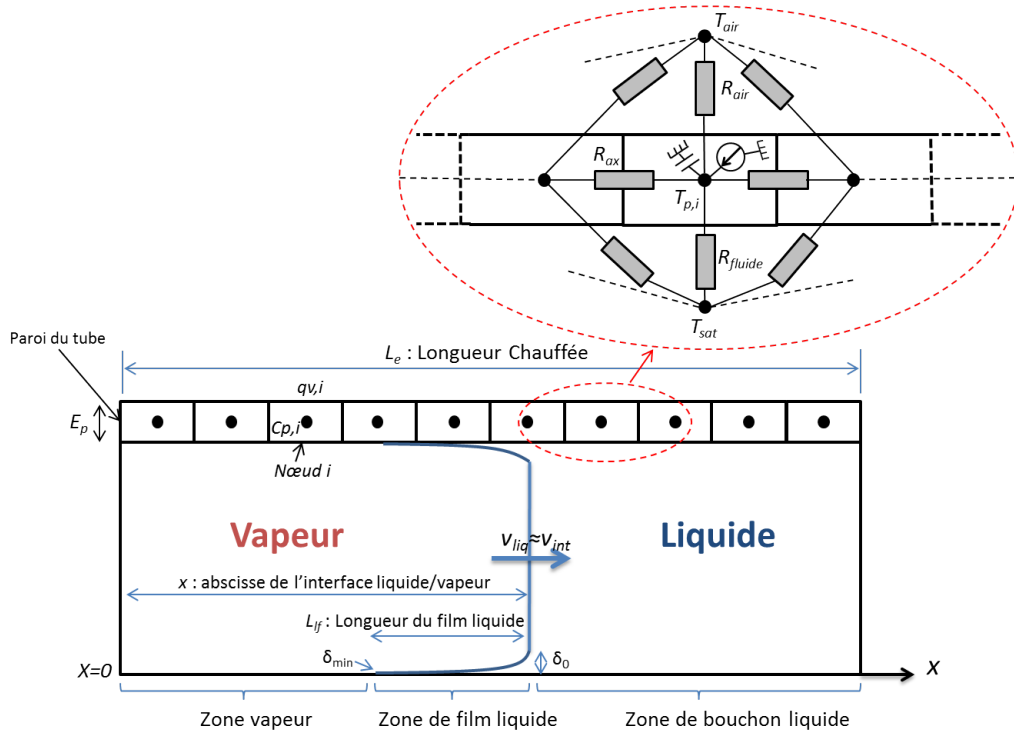 T_air
R_air
R_ax
T_p,i
R_fluide
T_sat
Paroi du tube
L_e : Longueur Chauffée
qv,i
E_p
Cp,i
Nœud i
Vapeur
v_liq≈v_int
Liquide
x : abscisse de l'interface liquide/vapeur
L_lf : Longueur du film liquide
δ_min
δ_0
X=0
x
Zone vapeur
Zone de film liquide
Zone de bouchon liquide